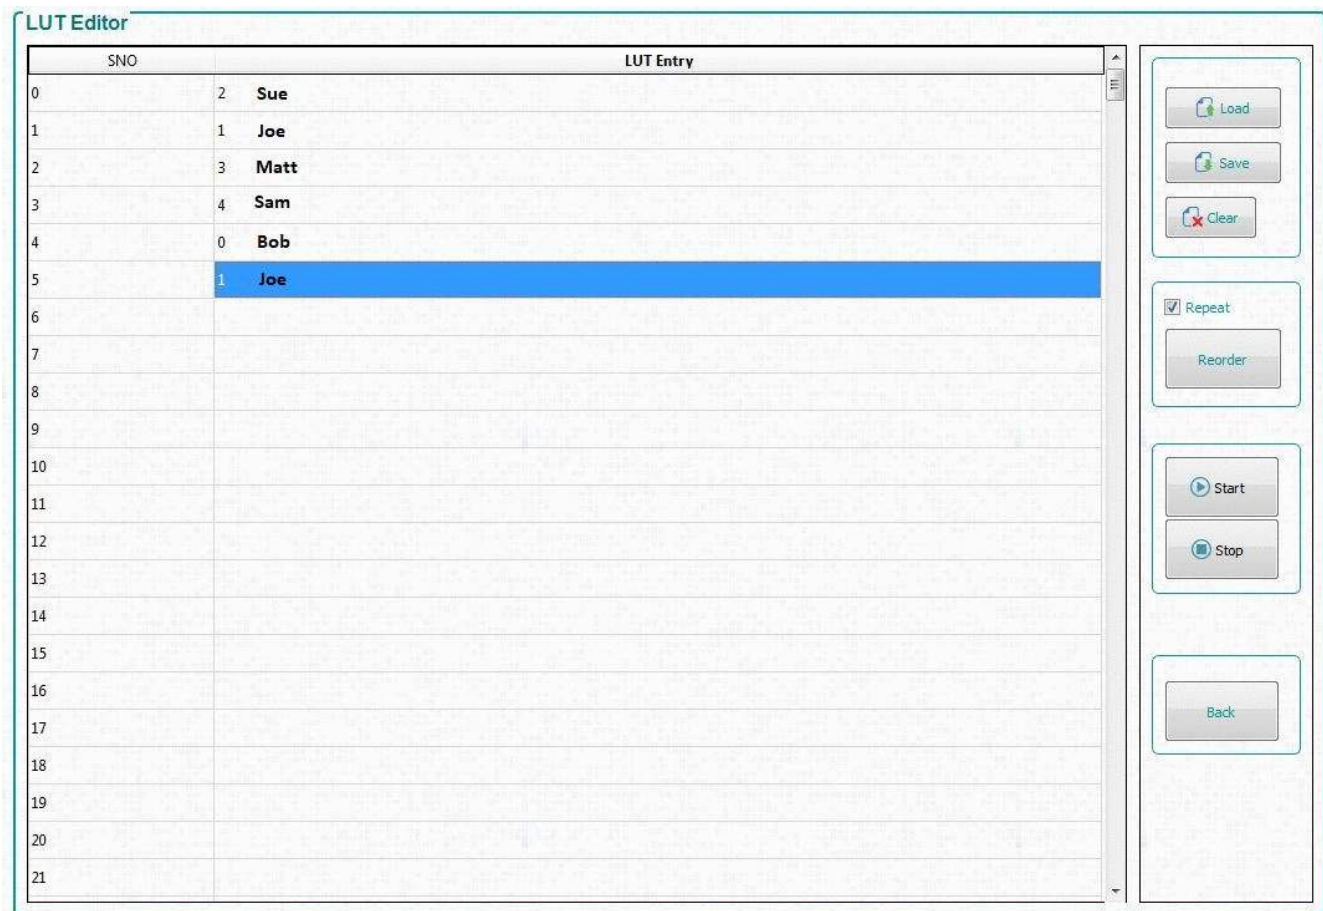 LUT Editor
SNO LUT Entry
0 2 Sue
1 1 Joe
2 3 Matt
3 4 Sam
4 0 Bob
5 1 Joe
6
7
8
9
10
11
12
13
14
15
16
17
18
19
20
21
Load
Save
Clear
Repeat
Reorder
Start
Stop
Back